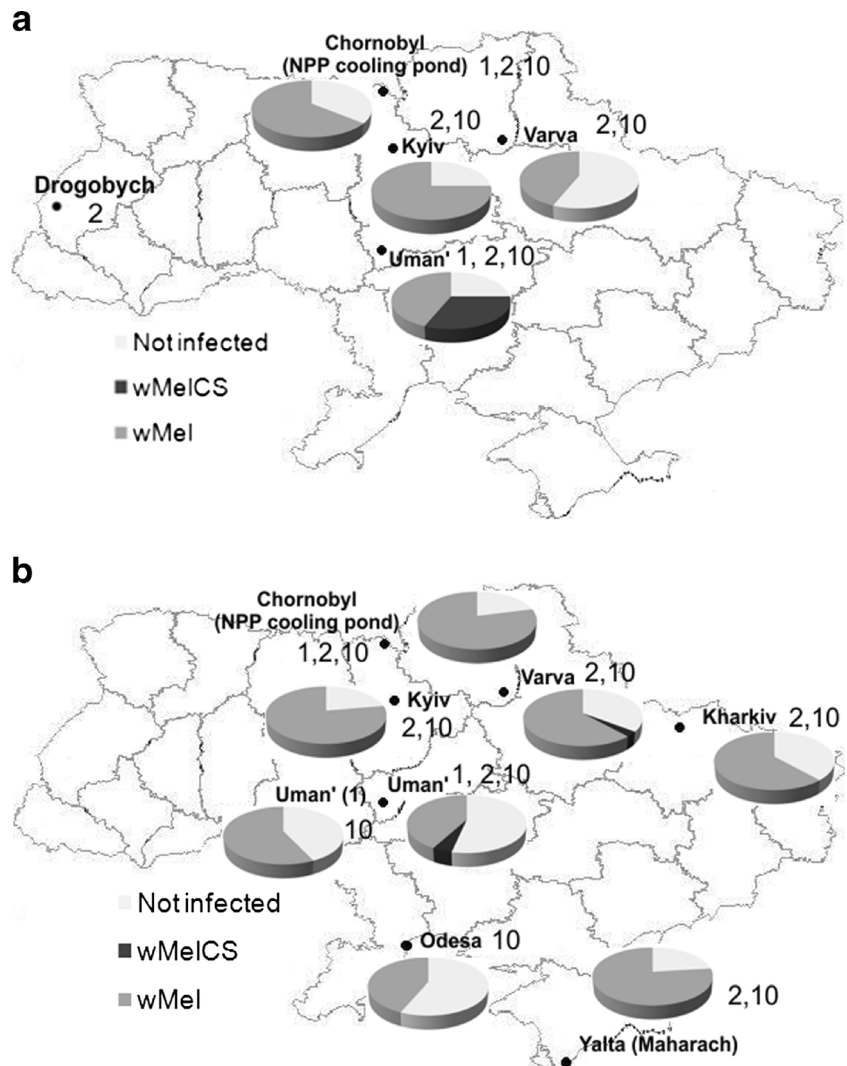 a
Chornobyl
(NPP cooling pond) 1,2,10
2,10
Kyiv
Varva 2,10
Drogobych
2
Uman' 1, 2,10
Not infected
wMelCS
wMel
b
Chornobyl
(NPP cooling pond)
1,2,10
Varva 2,10
Kyiv
2,10
Kharkiv 2,10
Uman' (1)
10
Uman' 1, 2,10
Not infected
wMelCS
wMel
Odesa 10
2,10
Yalta (Maharach)